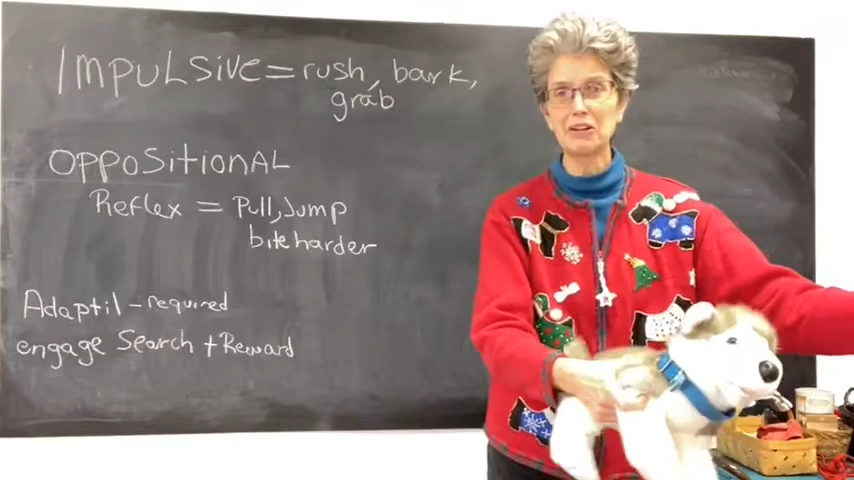 IMPULSIVE = rush, bark,
grab
OPPOSITIONAL
Reflex = Pull, Jump
bite harder
Adaptil - required
engage Search + Reward